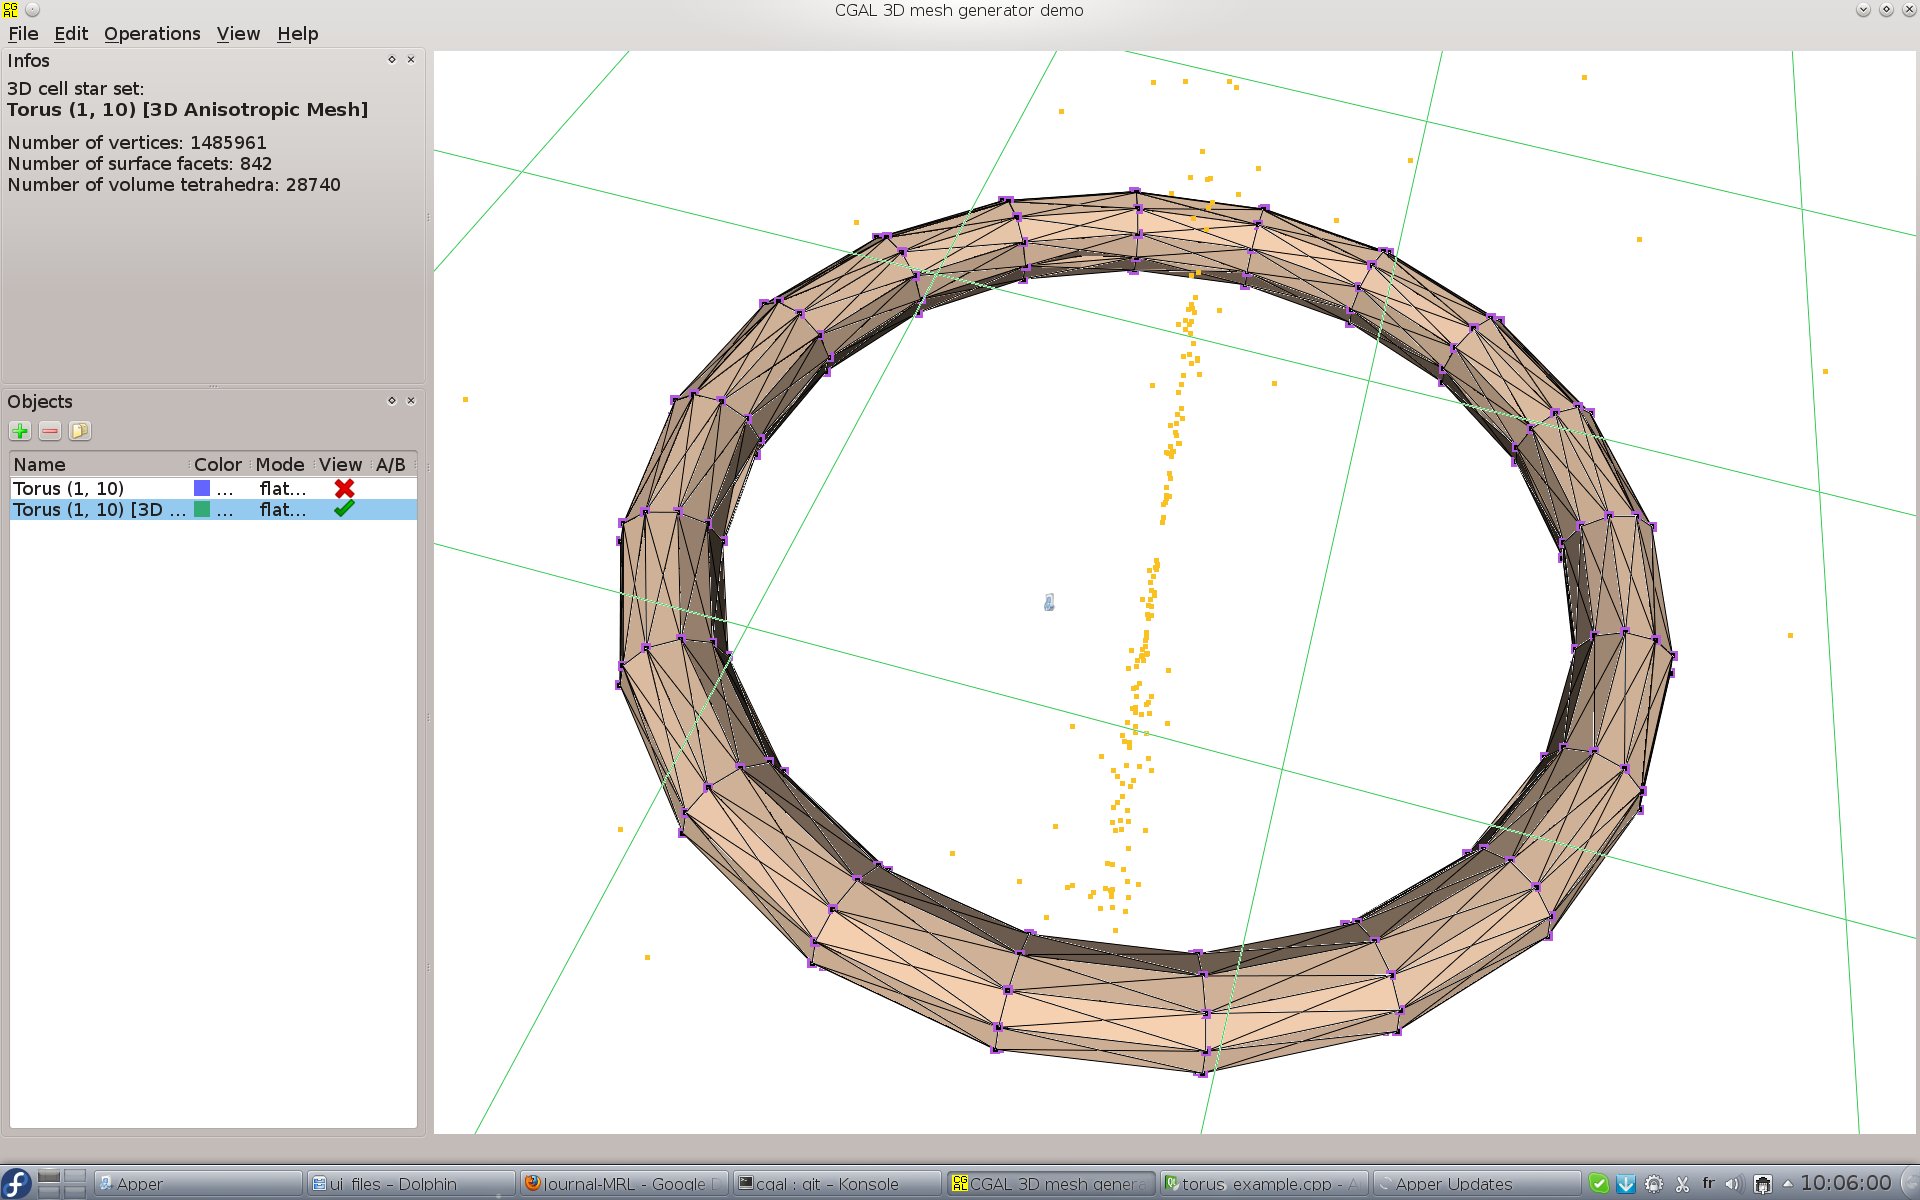 CGAL 3D mesh generator demo
File Edit Operations View Help
Infos
3D cell star set:
Torus (1, 10) [3D Anisotropic Mesh]
Number of vertices: 1485961
Number of surface facets: 842
Number of volume tetrahedra: 28740
Objects
Name Color Mode View A/B
Torus (1, 10) ... flat...
Torus (1, 10) [3D ... ... flat...
Apper
ui_files – Dolphin
Journal-MRL - Google D
cgal : git – Konsole
CGAL 3D mesh genera
torus_example.cpp - A
Apper Updates
fr
10:06:00